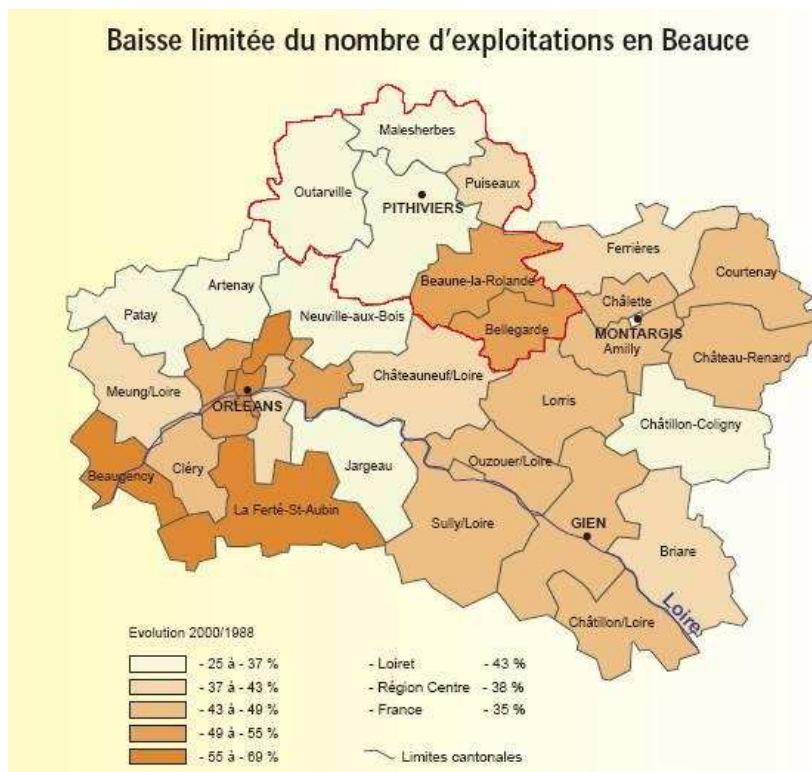 Baisse limitée du nombre d'exploitations en Beauce
Malesherbes
Puiseaux
Outarville
PITHIVIERS
Ferrières
Courtenay
Beaune-la-Rolande
Artenay
Châlette
Patay
Neuville-aux-Bois
Bellegarde
MONTARGIS
Amilly
Château-Renard
Meung/Loire
Châteauneuf/Loire
ORLEANS
Lorris
Châtillon-Coligny
Beaugency
Cléry
Jargeau
Ouzouer/Loire
La Ferté-St-Aubin
Sully/Loire
GIEN
Briare
Loire
Châtillon/Loire
Evolution 2000/1988
- 25 à - 37 % - Loiret - 43 %
- 37 à - 43 % - Région Centre - 38 %
- 43 à - 49 % - France - 35 %
- 49 à - 55 %
- 55 à - 69 % Limites cantonales